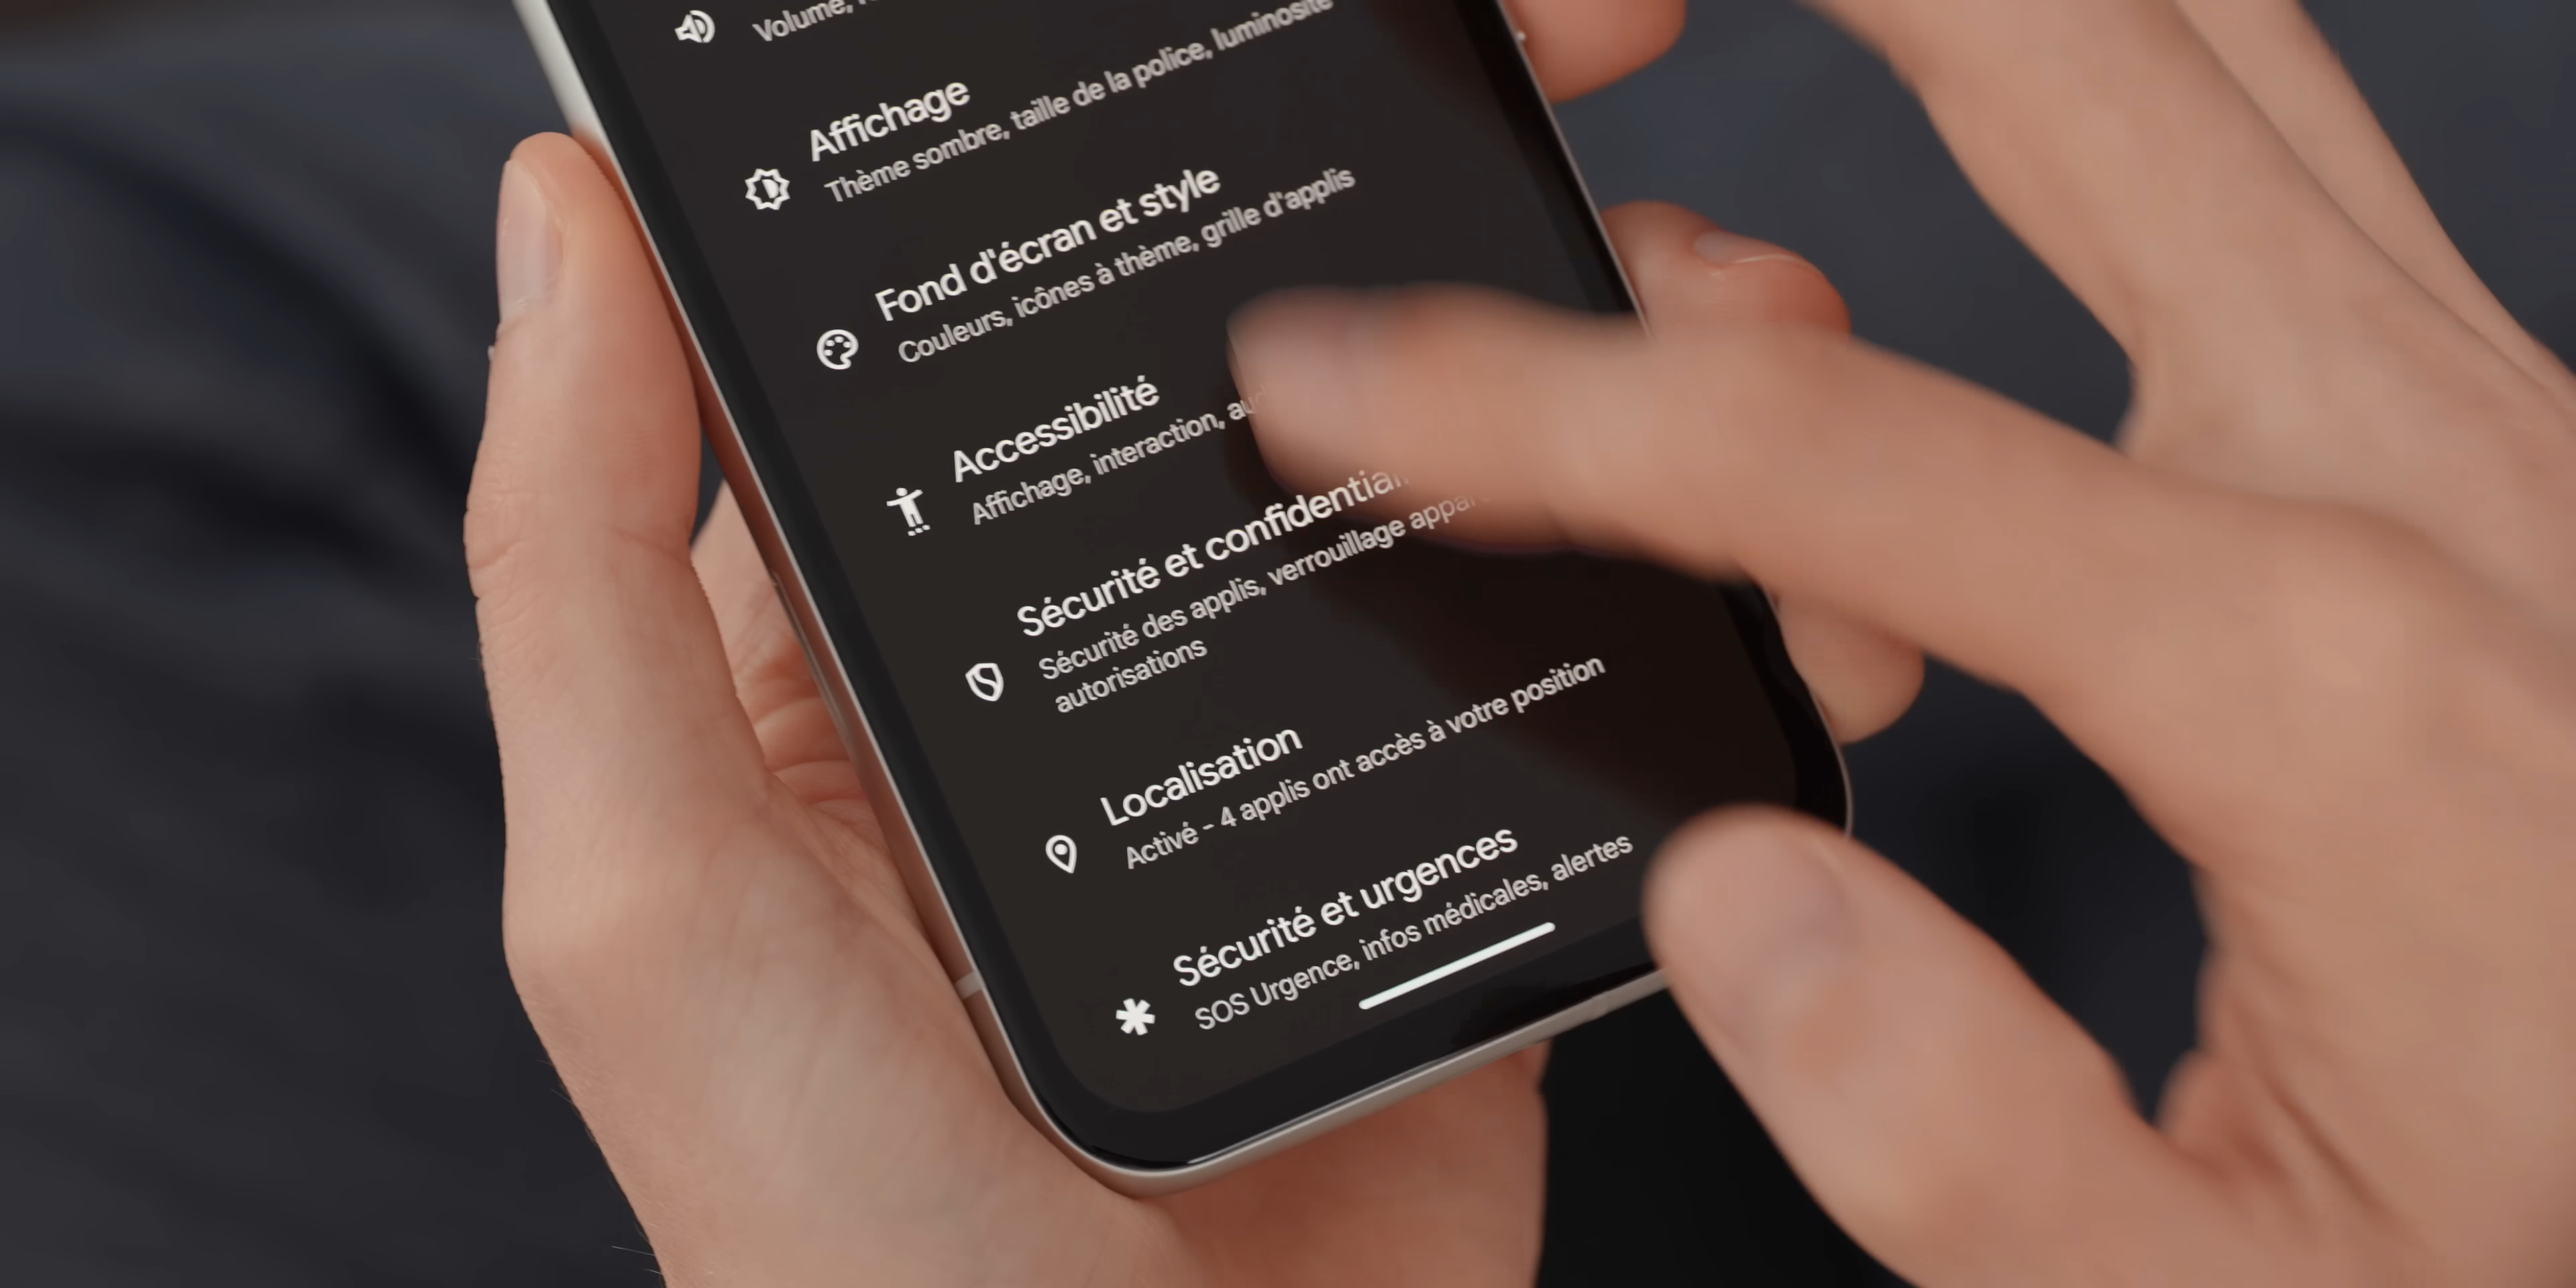 Volume,
Affichage
Thème sombre, taille de la police, luminosité
Fond d'écran et style
Couleurs, icônes à thème, grille d'applis
Accessibilité
Affichage, interaction,
Sécurité et
Sécurité des applis, verrouillage
autorisations
Localisation
Activé - 4 applis ont accès à votre position
Sécurité et urgences
SOS Urgence, infos médicales, alertes